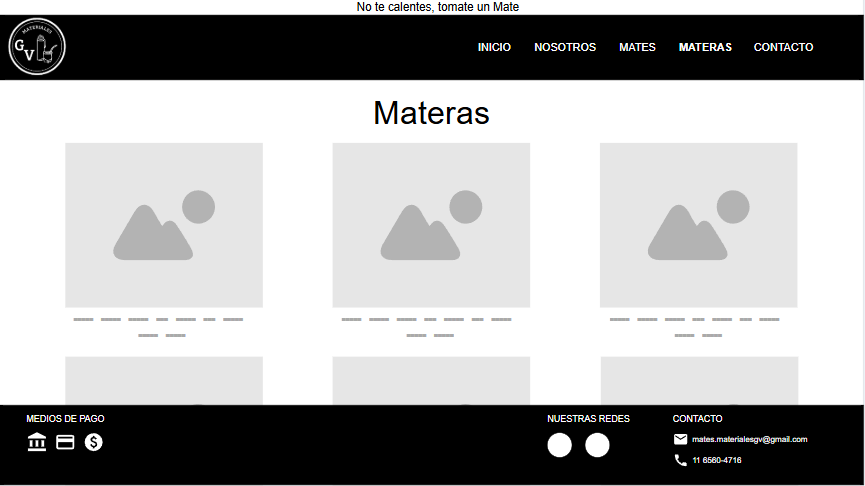 No te calentes, tomate un Mate
MATERIALES
G V
INICIO NOSOTROS MATES MATERAS CONTACTO
Materas
MEDIOS DE PAGO
NUESTRAS REDES
CONTACTO
mates.materialesgv@gmail.com
11 6560-4716